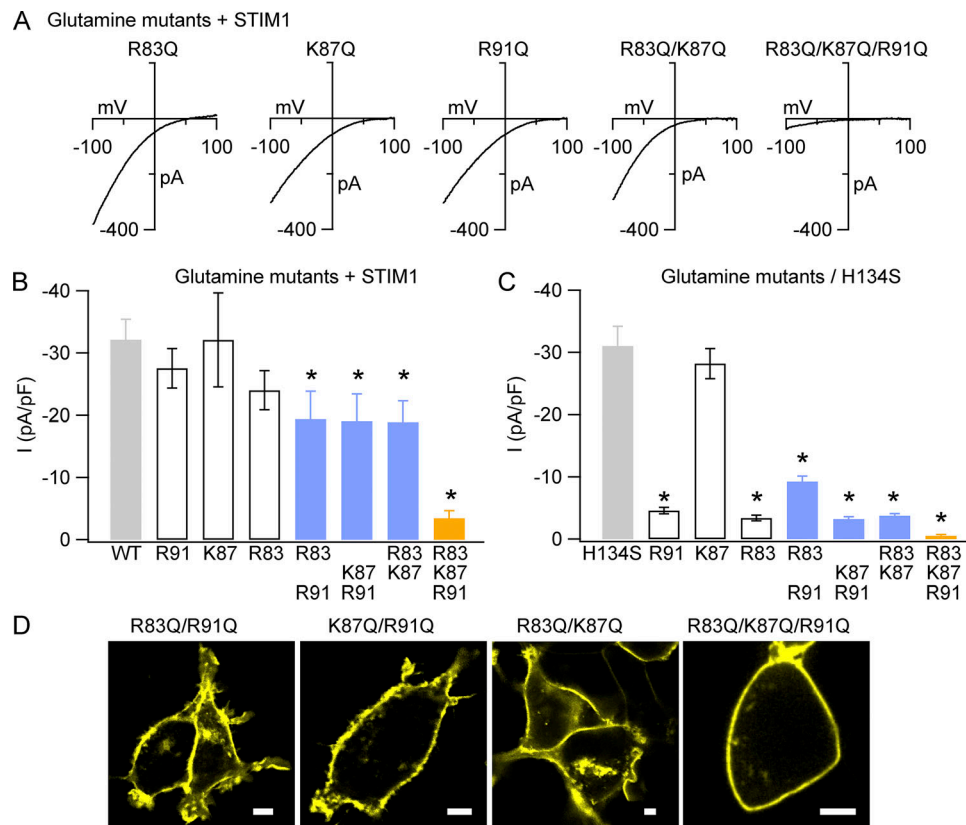 A Glutamine mutants + STIM1
R83Q K87Q R91Q R83Q/K87Q R83Q/K87Q/R91Q
mV mV mV mV mV
-100 100 -100 100 -100 100 -100 100 -100 100
pA pA pA pA pA
-400 -400 -400 -400 -400
B Glutamine mutants + STIM1
-40
-30
-20
-10
0
I (pA/pF)
* * * *
WT R91 K87 R83 R83 K87 R83 R83
R91 R91 K87 K87
R91
C Glutamine mutants / H134S
-40
-30
-20
-10
0
I (pA/pF)
* * * * * *
H134S R91 K87 R83 R83 K87 R83 R83
R91 R91 K87 K87
R91
D R83Q/R91Q K87Q/R91Q R83Q/K87Q R83Q/K87Q/R91Q